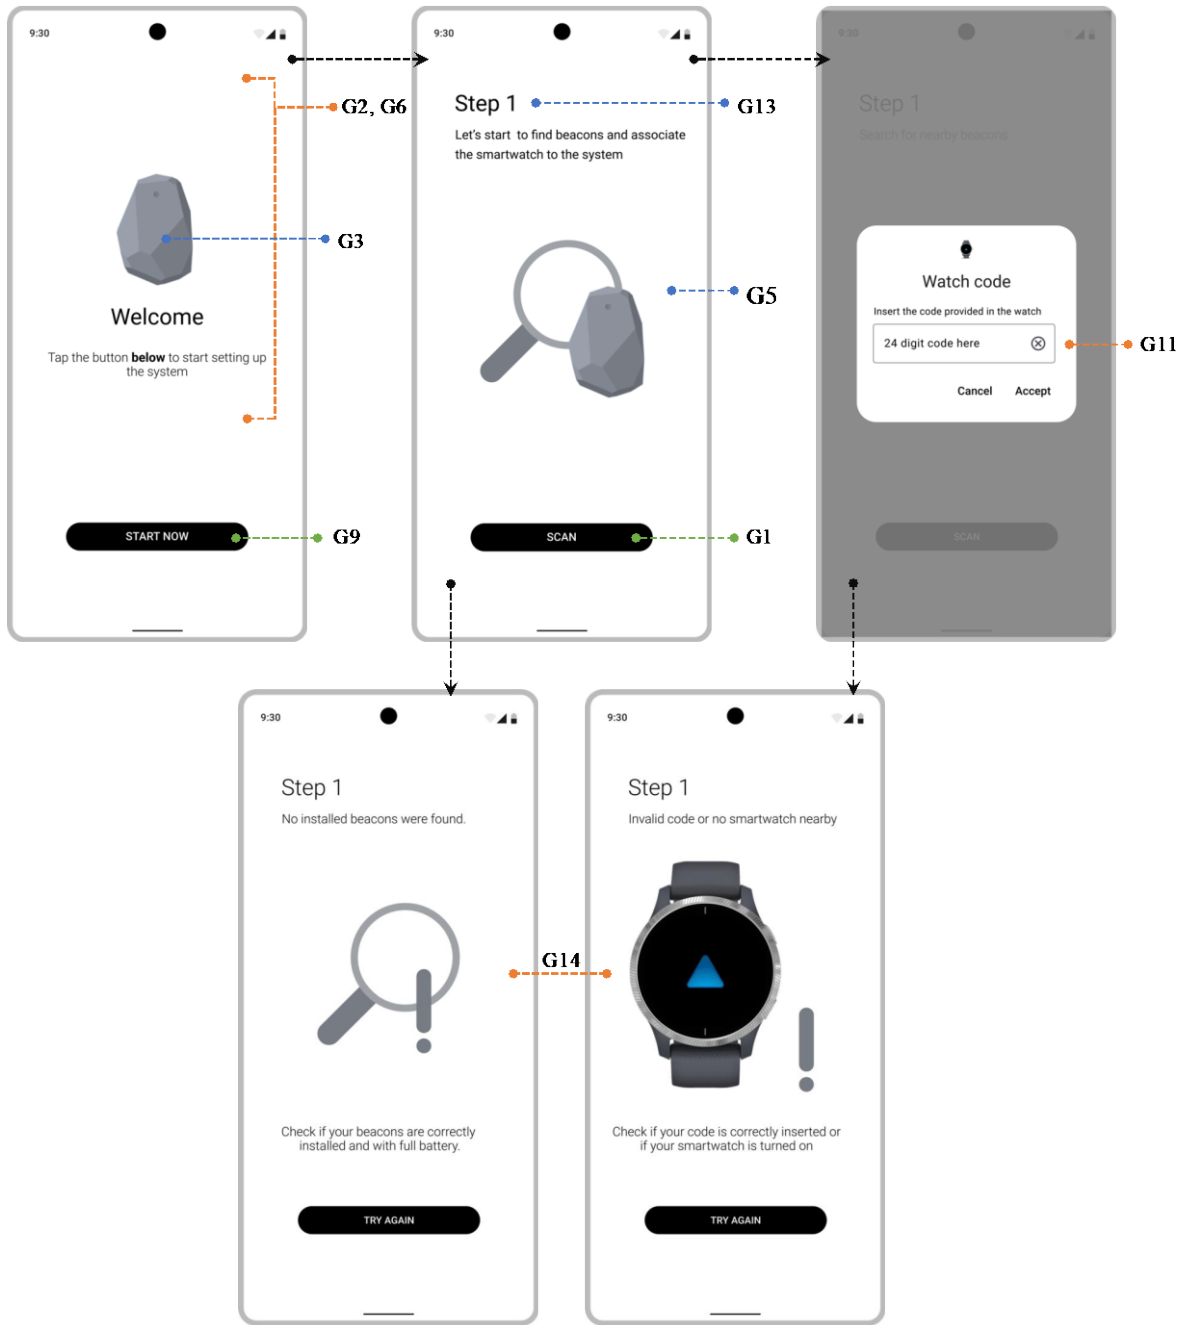 9:30
G2, G6
G3
Welcome
Tap the button below to start setting up
the system
START NOW
G9
9:30
Step 1
G13
Let's start to find beacons and associate
the smartwatch to the system
G5
SCAN
G1
9:30
Step 1
Search for nearby beacons
Watch code
Insert the code provided in the watch
24 digit code here
G11
Cancel Accept
SCAN
9:30
Step 1
No installed beacons were found.
G14
Check if your beacons are correctly
installed and with full battery.
TRY AGAIN
9:30
Step 1
Invalid code or no smartwatch nearby
Check if your code is correctly inserted or
if your smartwatch is turned on
TRY AGAIN